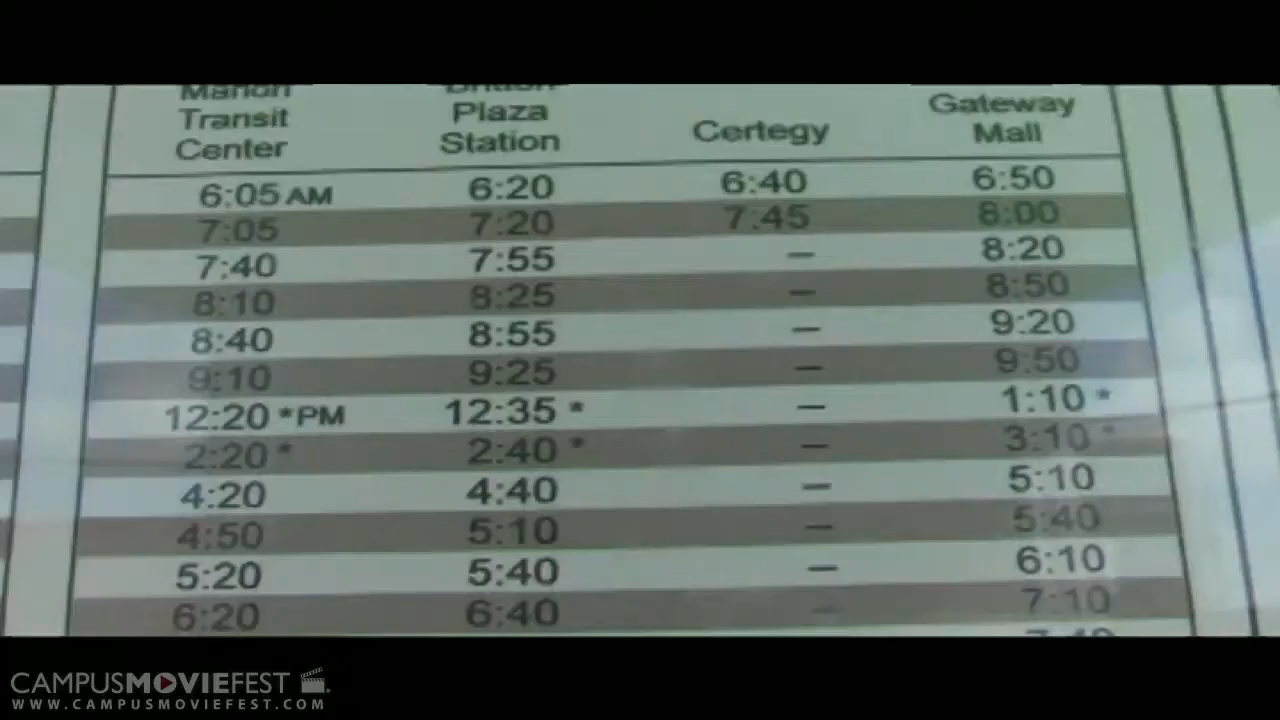 Marion
Transit
Center
Britton
Plaza
Station
Certegy
Gateway
Mall
6:05 AM 6:20 6:40 6:50
7:05 7:20 7:45 8:00
7:40 7:55 – 8:20
8:10 8:25 – 8:50
8:40 8:55 – 9:20
9:10 9:25 – 9:50
12:20 *PM 12:35 * – 1:10 *
2:20 * 2:40 * – 3:10 *
4:20 4:40 – 5:10
4:50 5:10 – 5:40
5:20 5:40 – 6:10
6:20 6:40 – 7:10
CAMPUSMOVIEFEST
WWW.CAMPUSMOVIEFEST.COM